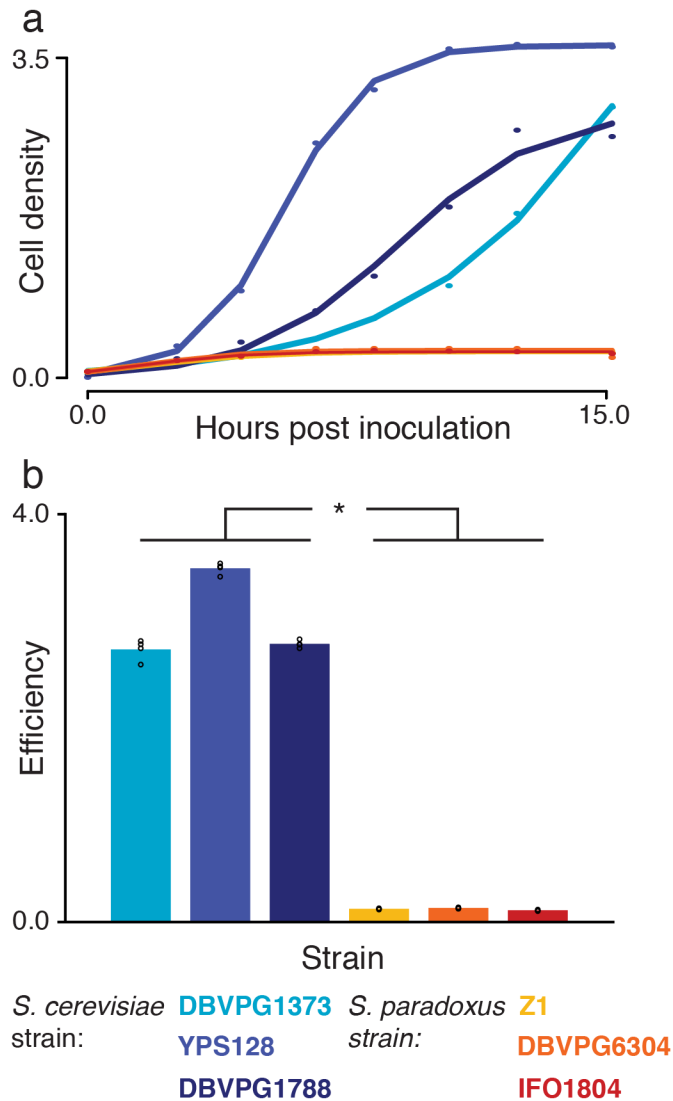 a
3.5
Cell density
0.0
0.0
15.0
Hours post inoculation
b
4.0
*
Efficiency
0.0
Strain
S. cerevisiae strain:
DBVPG1373
YPS128
DBVPG1788
S. paradoxus strain:
Z1
DBVPG6304
IFO1804